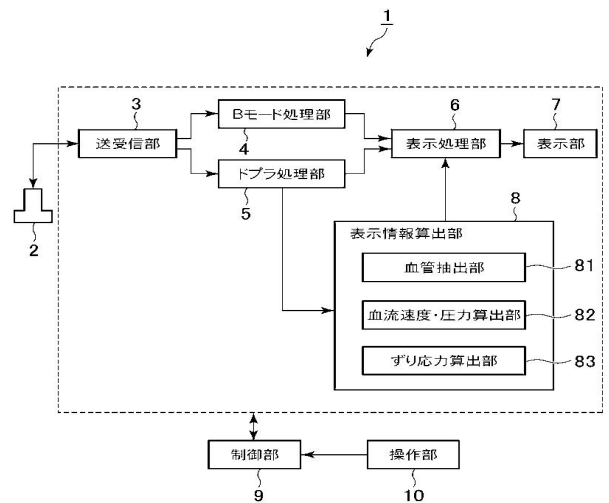 1
3
送受信部
Bモード処理部
4
ドプラ処理部
5
6
表示処理部
7
表示部
2
8
表示情報算出部
血管抽出部
81
血流速度・圧力算出部
82
ずり応力算出部
83
制御部
9
操作部
10